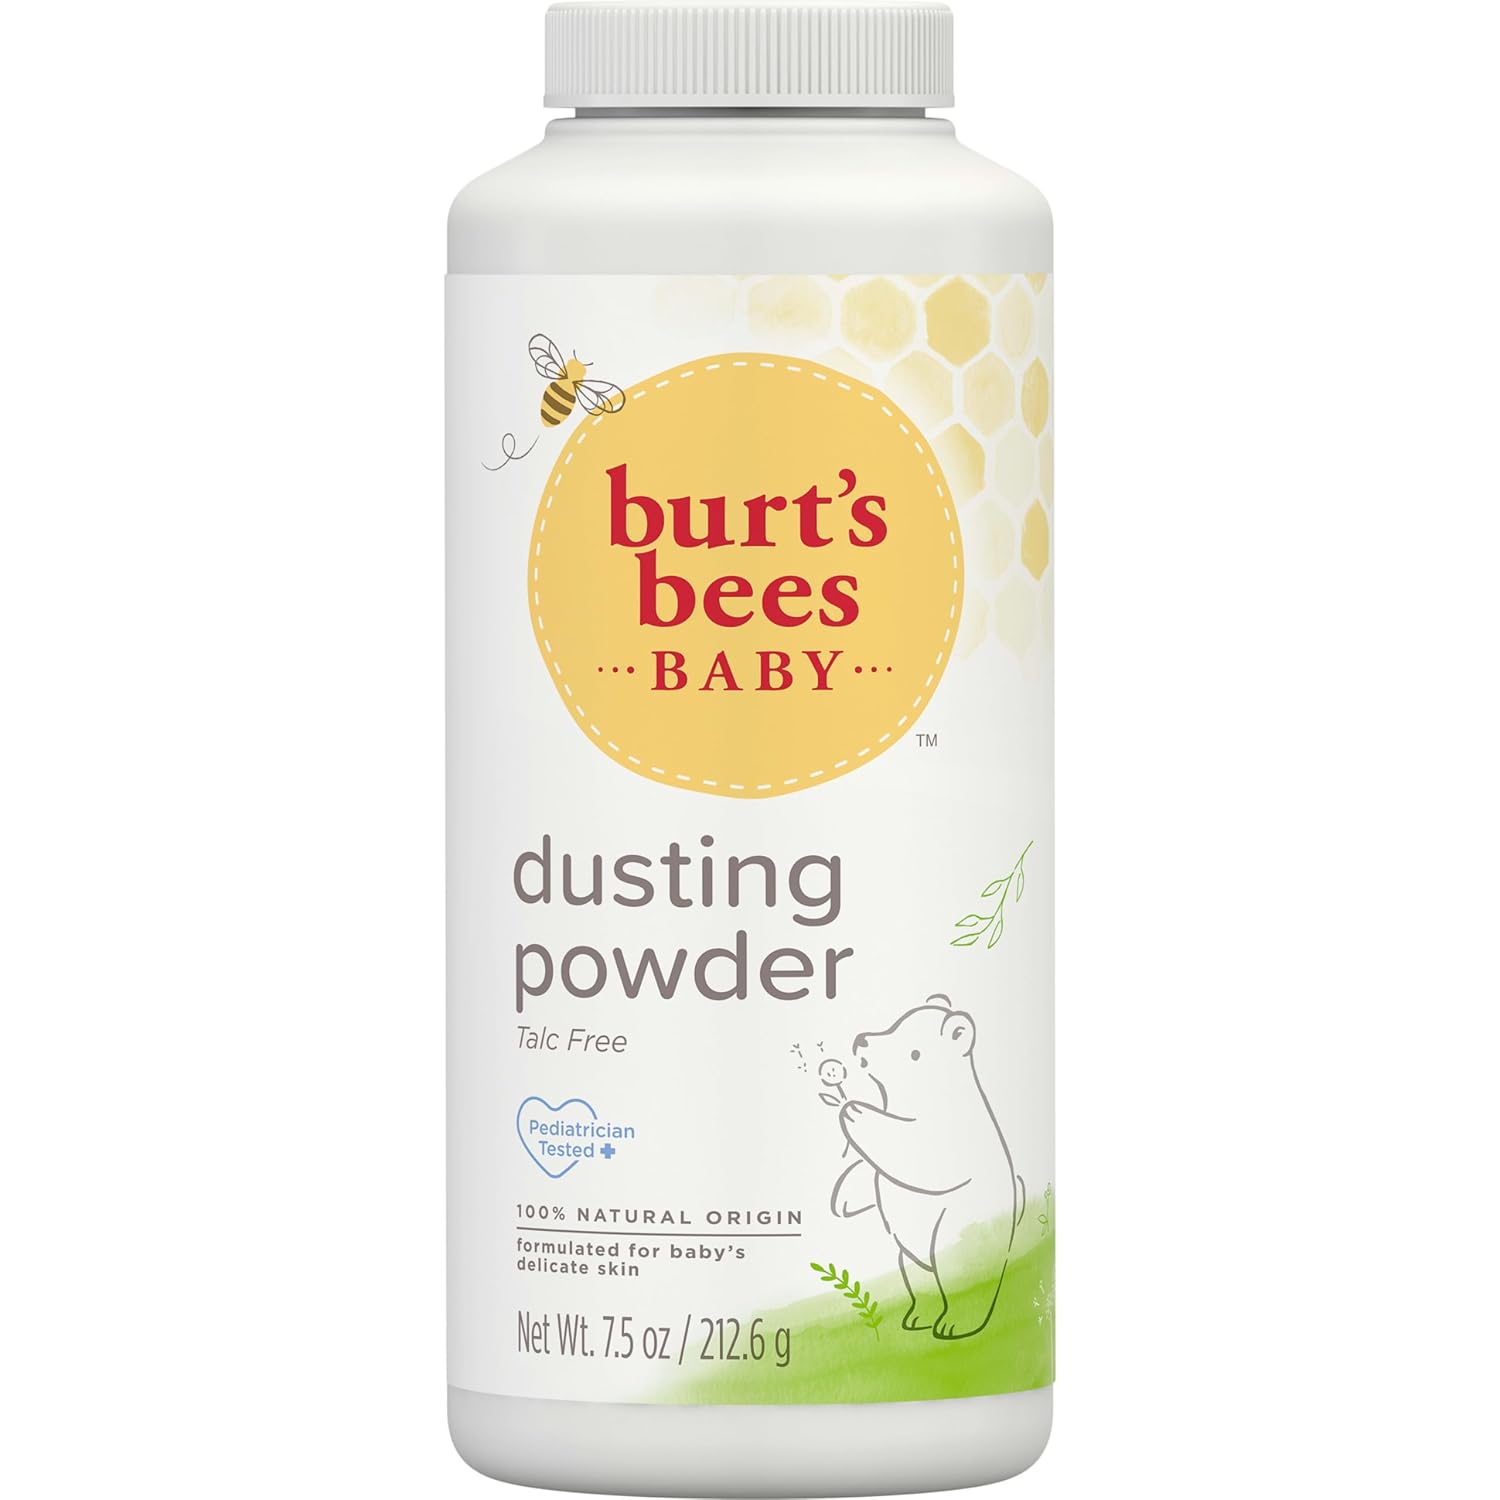 burt's
bees
···BABY···
TM
dusting
powder
Talc Free
Pediatrician
Tested +
100% NATURAL ORIGIN
formulated for baby's
delicate skin
Net Wt. 7.5 oz / 212.6 g